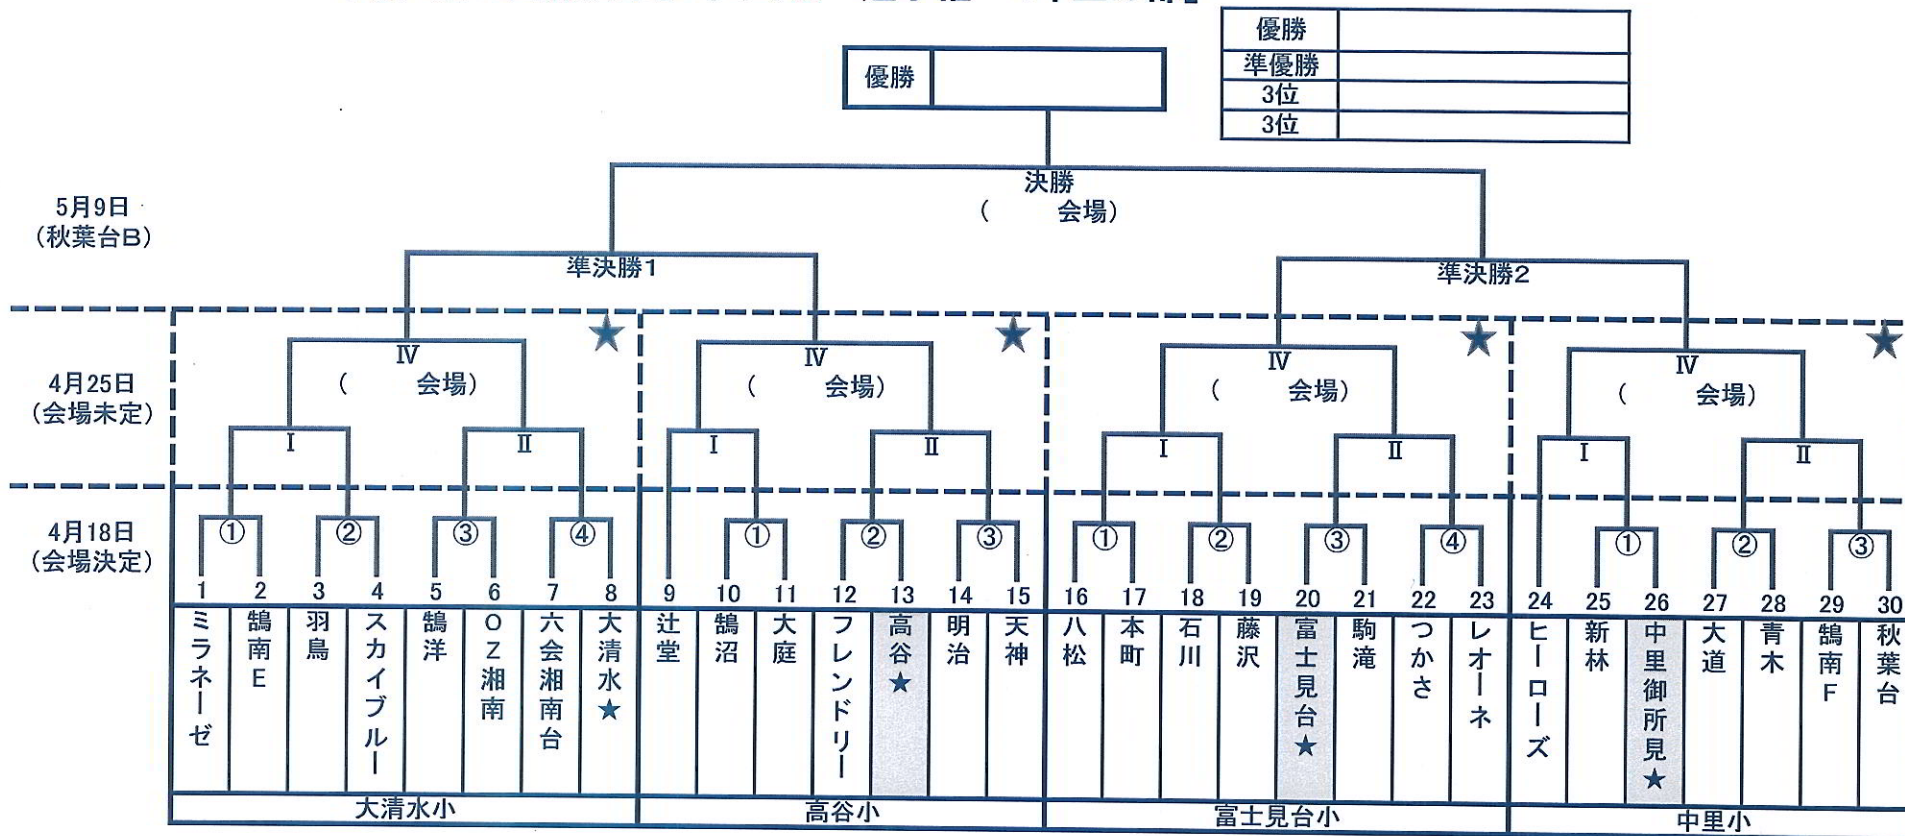 優勝
優勝
準優勝
3位
3位
決勝
(　　会場)
5月9日
(秋葉台B)
準決勝1
準決勝2
★
★
★
★
Ⅳ
Ⅳ
Ⅳ
Ⅳ
(　　会場)
(　　会場)
(　　会場)
(　　会場)
4月25日
(会場未定)
Ⅰ
Ⅱ
Ⅰ
Ⅱ
Ⅰ
Ⅱ
Ⅰ
Ⅱ
4月18日
(会場決定)
① ② ③ ④ ① ② ③ ① ② ③ ④ ① ② ③
1 2 3 4 5 6 7 8 9 10 11 12 13 14 15 16 17 18 19 20 21 22 23 24 25 26 27 28 29 30
ミラネーゼ
鵠南E
羽鳥
スカイブルー
鵠洋
OZ湘南
六会湘南台
大清水★
辻堂
鵠沼
大庭
フレンドリー
高谷★
明治
天神
八松
本町
石川
藤沢
富士見台★
駒滝
つかさ
レオーネ
ヒーローズ
新林
中里御所見★
大道
青木
鵠南F
秋葉台
大清水小
高谷小
富士見台小
中里小